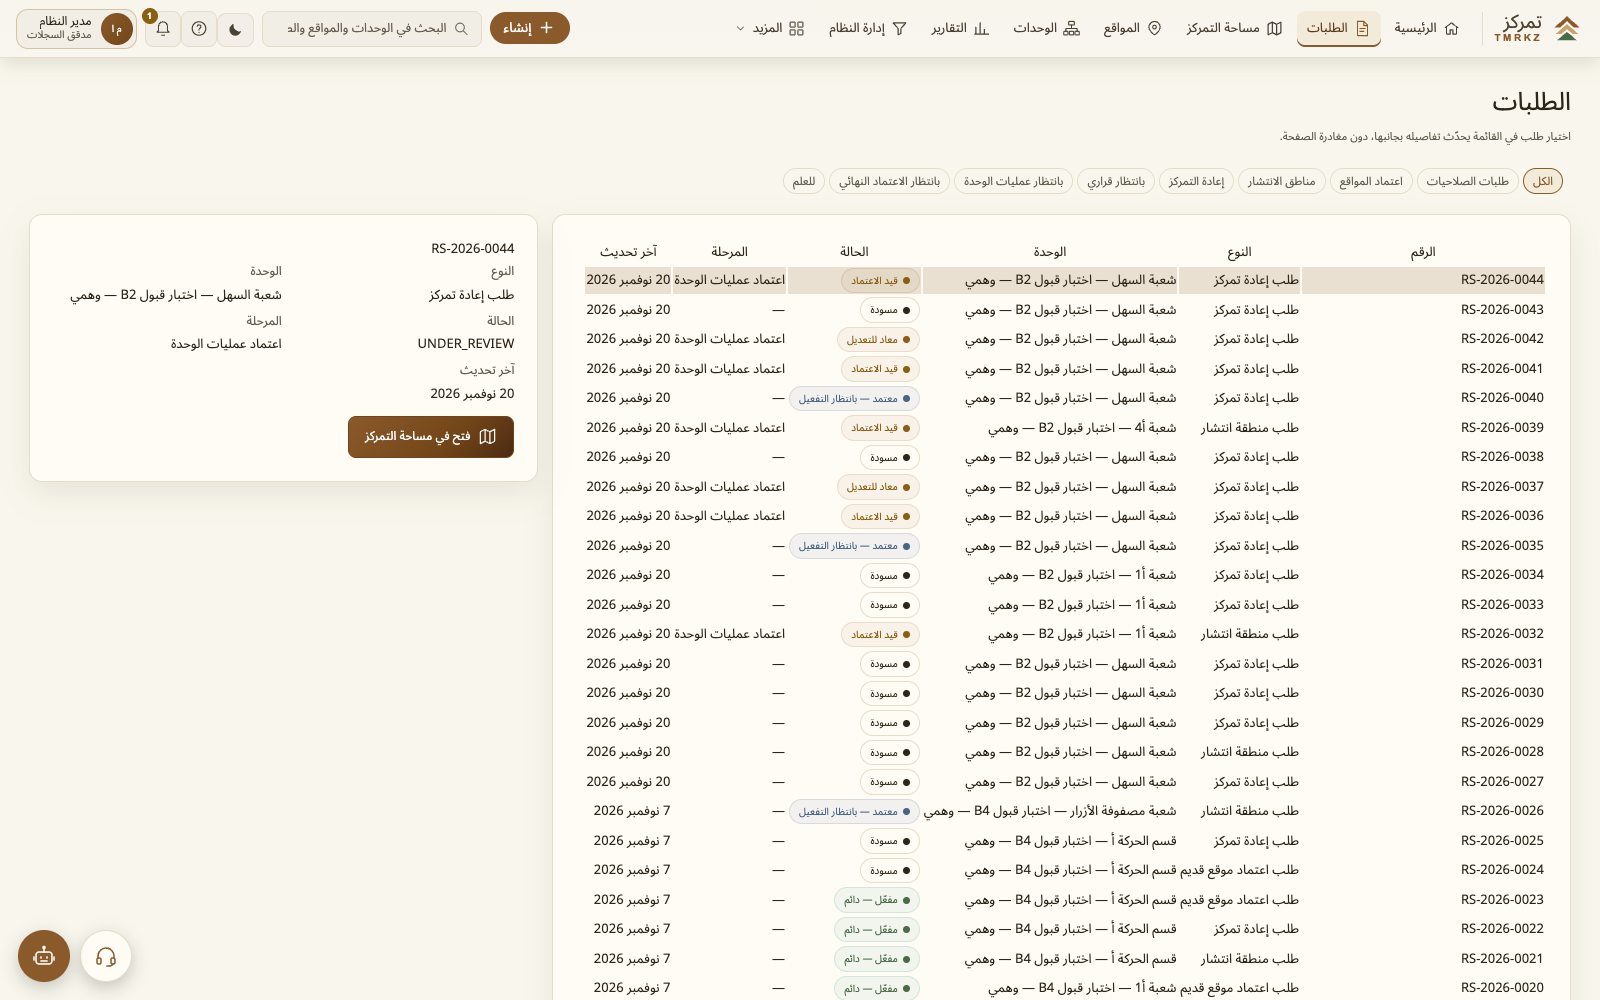 تمركز
TMRKZ
الرئيسية
الطلبات
مساحة التمركز
المواقع
الوحدات
التقارير
إدارة النظام
المزيد
إنشاء
البحث في الوحدات والمواقع والد
1
م ا
مدير النظام
مدقق السجلات
الطلبات
اختيار طلب في القائمة يحدّث تفاصيله بجانبها، دون مغادرة الصفحة.
الكل
طلبات الصلاحيات
اعتماد المواقع
مناطق الانتشار
إعادة التمركز
بانتظار قراري
بانتظار عمليات الوحدة
بانتظار الاعتماد النهائي
للعلم
الرقم النوع الوحدة الحالة المرحلة آخر تحديث
RS-2026-0044 طلب إعادة تمركز شعبة السهل — اختبار قبول B2 — وهمي قيد الاعتماد اعتماد عمليات الوحدة 20 نوفمبر 2026
RS-2026-0043 طلب إعادة تمركز شعبة السهل — اختبار قبول B2 — وهمي مسودة — 20 نوفمبر 2026
RS-2026-0042 طلب إعادة تمركز شعبة السهل — اختبار قبول B2 — وهمي معاد للتعديل اعتماد عمليات الوحدة 20 نوفمبر 2026
RS-2026-0041 طلب إعادة تمركز شعبة السهل — اختبار قبول B2 — وهمي قيد الاعتماد اعتماد عمليات الوحدة 20 نوفمبر 2026
RS-2026-0040 طلب إعادة تمركز شعبة السهل — اختبار قبول B2 — وهمي معتمد — بانتظار التفعيل — 20 نوفمبر 2026
RS-2026-0039 طلب منطقة انتشار شعبة أ4 — اختبار قبول B2 — وهمي قيد الاعتماد اعتماد عمليات الوحدة 20 نوفمبر 2026
RS-2026-0038 طلب إعادة تمركز شعبة السهل — اختبار قبول B2 — وهمي مسودة — 20 نوفمبر 2026
RS-2026-0037 طلب إعادة تمركز شعبة السهل — اختبار قبول B2 — وهمي معاد للتعديل اعتماد عمليات الوحدة 20 نوفمبر 2026
RS-2026-0036 طلب إعادة تمركز شعبة السهل — اختبار قبول B2 — وهمي قيد الاعتماد اعتماد عمليات الوحدة 20 نوفمبر 2026
RS-2026-0035 طلب إعادة تمركز شعبة السهل — اختبار قبول B2 — وهمي معتمد — بانتظار التفعيل — 20 نوفمبر 2026
RS-2026-0034 طلب إعادة تمركز شعبة أ1 — اختبار قبول B2 — وهمي مسودة — 20 نوفمبر 2026
RS-2026-0033 طلب إعادة تمركز شعبة أ1 — اختبار قبول B2 — وهمي مسودة — 20 نوفمبر 2026
RS-2026-0032 طلب منطقة انتشار شعبة أ1 — اختبار قبول B2 — وهمي قيد الاعتماد اعتماد عمليات الوحدة 20 نوفمبر 2026
RS-2026-0031 طلب إعادة تمركز شعبة السهل — اختبار قبول B2 — وهمي مسودة — 20 نوفمبر 2026
RS-2026-0030 طلب إعادة تمركز شعبة السهل — اختبار قبول B2 — وهمي مسودة — 20 نوفمبر 2026
RS-2026-0029 طلب إعادة تمركز شعبة السهل — اختبار قبول B2 — وهمي مسودة — 20 نوفمبر 2026
RS-2026-0028 طلب منطقة انتشار شعبة السهل — اختبار قبول B2 — وهمي مسودة — 20 نوفمبر 2026
RS-2026-0027 طلب إعادة تمركز شعبة السهل — اختبار قبول B2 — وهمي مسودة — 20 نوفمبر 2026
RS-2026-0026 طلب منطقة انتشار شعبة مصفوفة الأزرار — اختبار قبول B4 — وهمي معتمد — بانتظار التفعيل — 7 نوفمبر 2026
RS-2026-0025 طلب إعادة تمركز قسم الحركة أ — اختبار قبول B4 — وهمي مسودة — 7 نوفمبر 2026
RS-2026-0024 طلب اعتماد موقع قديم قسم الحركة أ — اختبار قبول B4 — وهمي مسودة — 7 نوفمبر 2026
RS-2026-0023 طلب اعتماد موقع قديم قسم الحركة أ — اختبار قبول B4 — وهمي مفعّل — دائم — 7 نوفمبر 2026
RS-2026-0022 طلب إعادة تمركز قسم الحركة أ — اختبار قبول B4 — وهمي مفعّل — دائم — 7 نوفمبر 2026
RS-2026-0021 طلب منطقة انتشار قسم الحركة أ — اختبار قبول B4 — وهمي مفعّل — دائم — 7 نوفمبر 2026
RS-2026-0020 طلب اعتماد موقع قديم شعبة أ1 — اختبار قبول B4 — وهمي مفعّل — دائم — 7 نوفمبر 2026
RS-2026-0044
النوع الوحدة
طلب إعادة تمركز شعبة السهل — اختبار قبول B2 — وهمي
الحالة المرحلة
UNDER_REVIEW اعتماد عمليات الوحدة
آخر تحديث
20 نوفمبر 2026
فتح في مساحة التمركز